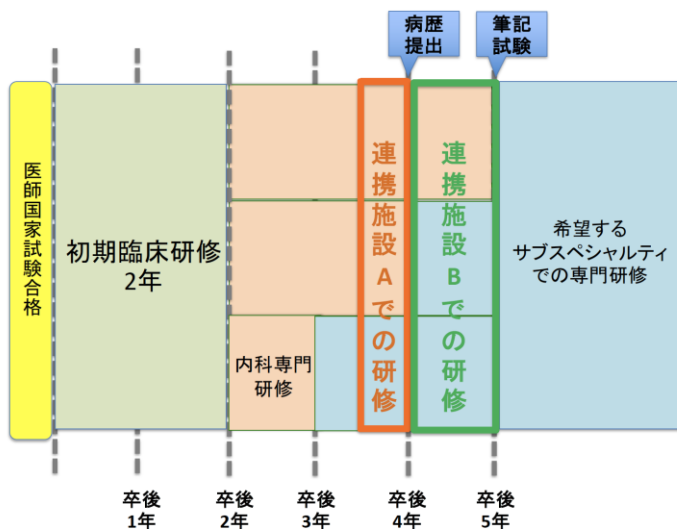 病歴
提出
筆記
試験
医師国家試験合格
初期臨床研修
2年
内科専門
研修
連携施設Aでの研修
連携施設Bでの研修
希望する
サブスペシャルティ
での専門研修
卒後
1年
卒後
2年
卒後
3年
卒後
4年
卒後
5年